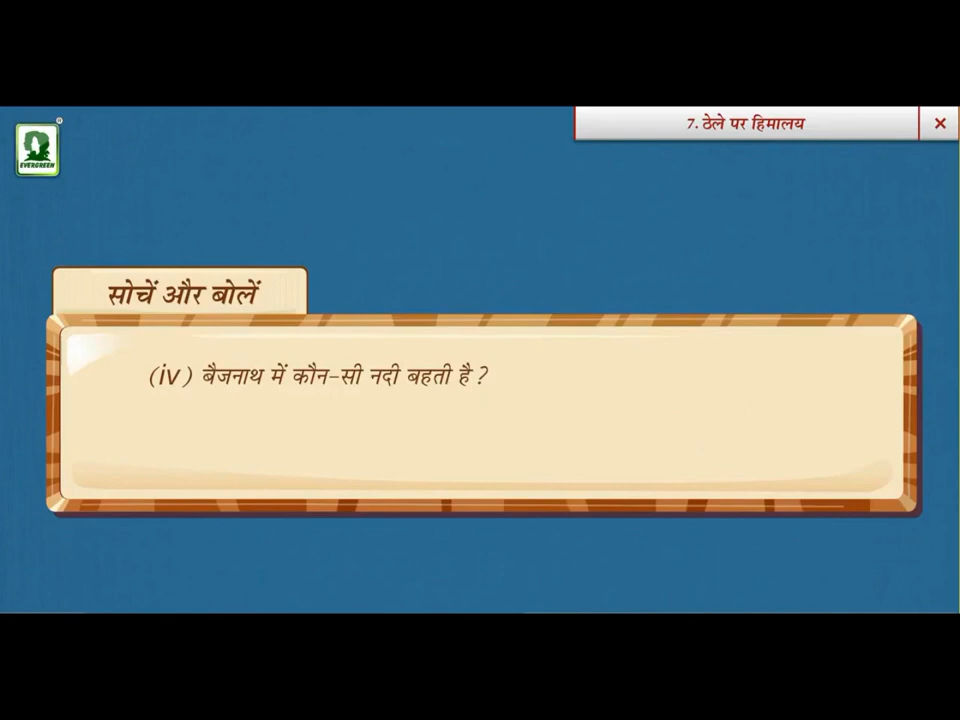 7. ठेले पर हिमालय ×
EVERGREEN
सोचें और बोलें
(iv) बैजनाथ में कौन-सी नदी बहती है ?